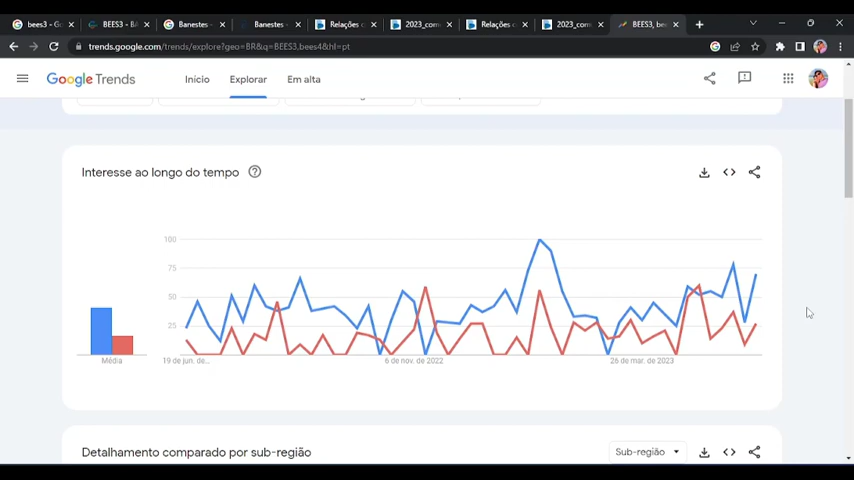 bees3 - Go
BEES3 - BA
Banestes -
Banestes -
Relações c
2023_com
Relações c
2023_com
BEES3, bee
trends.google.com/trends/explore?geo=BR&q=BEES3,bees4&hl=pt
Google Trends
Início
Explorar
Em alta
Interesse ao longo do tempo
100
75
50
25
Média
19 de jun. de...
6 de nov. de 2022
26 de mar. de 2023
Detalhamento comparado por sub-região
Sub-região